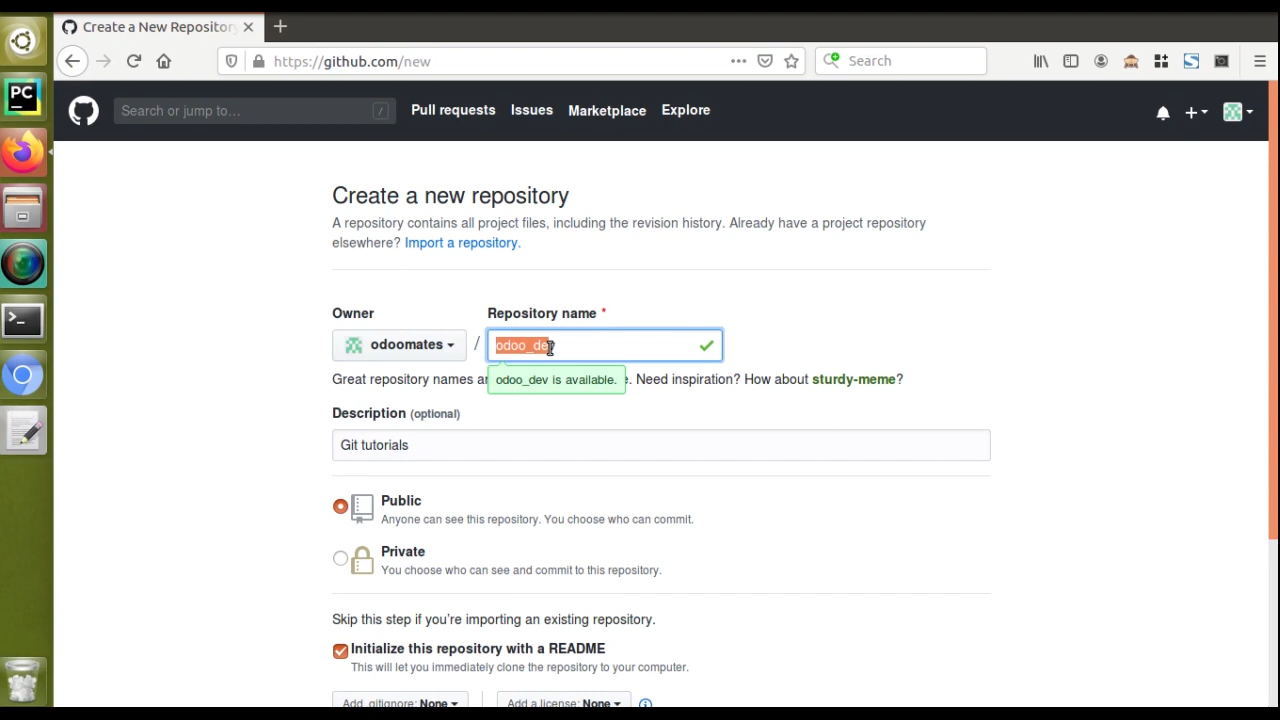 Create a New Repository
https://github.com/new
Search
PC
Search or jump to…
/
Pull requests
Issues
Marketplace
Explore
Create a new repository
A repository contains all project files, including the revision history. Already have a project repository
elsewhere? Import a repository.
Owner
Repository name *
odoomates
/
odoo_dev
Great repository names
odoo_dev is available.
Need inspiration? How about sturdy-meme?
Description (optional)
Git tutorials
Public
Anyone can see this repository. You choose who can commit.
Private
You choose who can see and commit to this repository.
Skip this step if you're importing an existing repository.
Initialize this repository with a README
This will let you immediately clone the repository to your computer.
Add .gitignore: None
Add a license: None